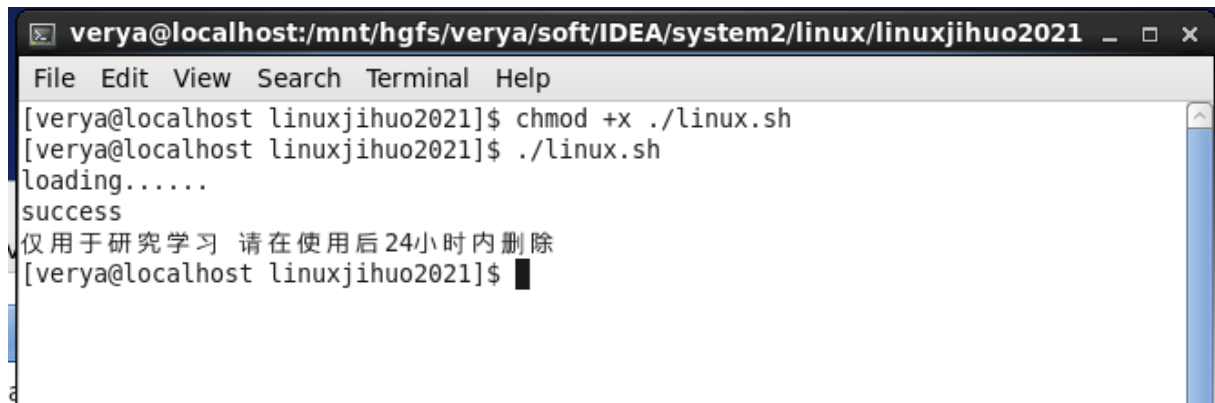 verya@localhost:/mnt/hgfs/verya/soft/IDEA/system2/linux/linuxjihuo2021
File Edit View Search Terminal Help
[verya@localhost linuxjihuo2021]$ chmod +x ./linux.sh
[verya@localhost linuxjihuo2021]$ ./linux.sh
loading......
success
仅用于研究学习 请在使用后24小时内删除
[verya@localhost linuxjihuo2021]$